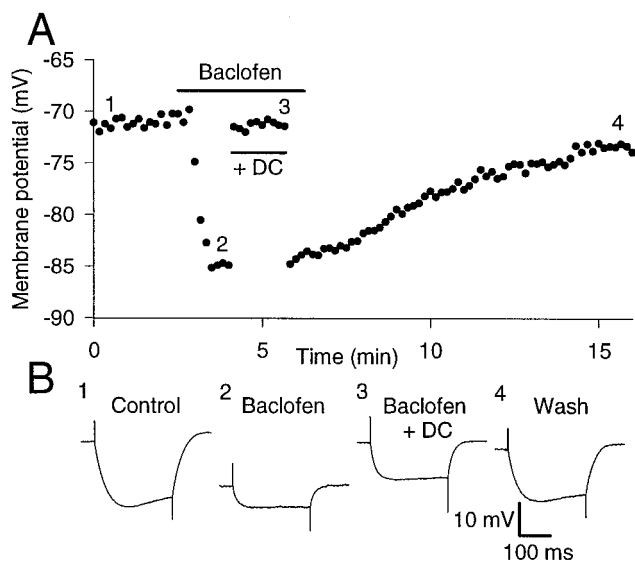 A
-65
-70
-75
-80
-85
-90
Membrane potential (mV)
Baclofen
1
3
+ DC
2
4
0
5
10
15
Time (min)
B
1
Control
2
Baclofen
3
Baclofen
+ DC
4
Wash
10 mV
100 ms